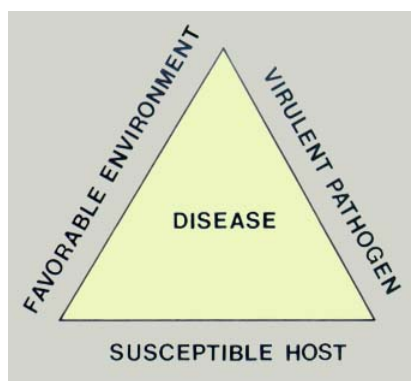 FAVORABLE ENVIRONMENT
VIRULENT PATHOGEN
DISEASE
SUSCEPTIBLE HOST